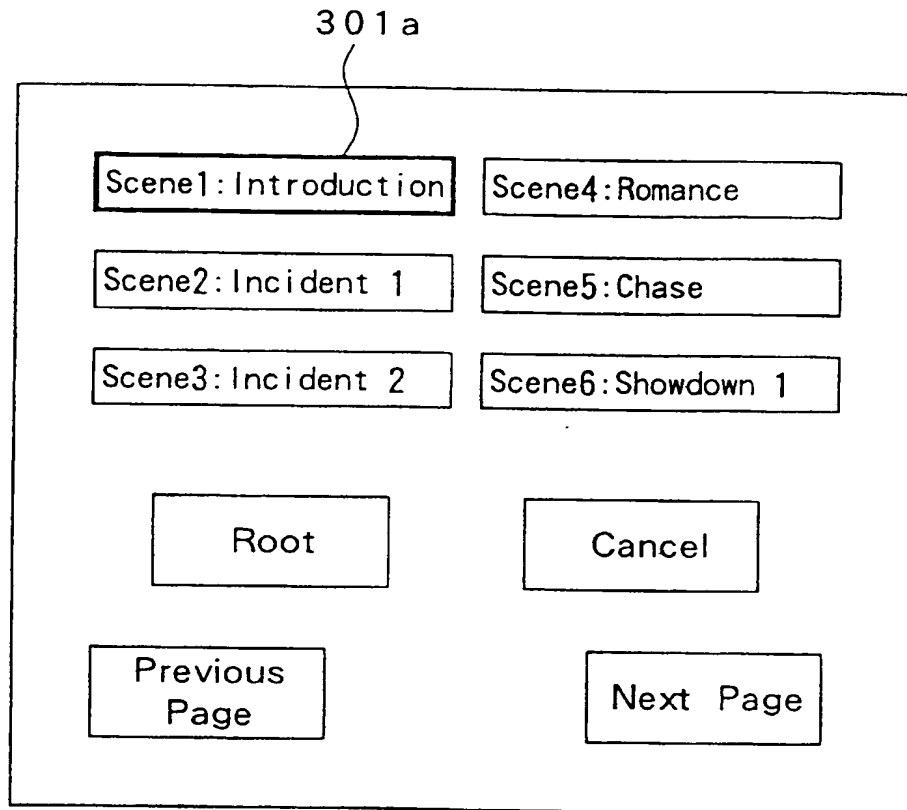 301a
Scene1:Introduction
Scene4:Romance
Scene2:Incident 1
Scene5:Chase
Scene3:Incident 2
Scene6:Showdown 1
Root
Cancel
Previous
Page
Next Page